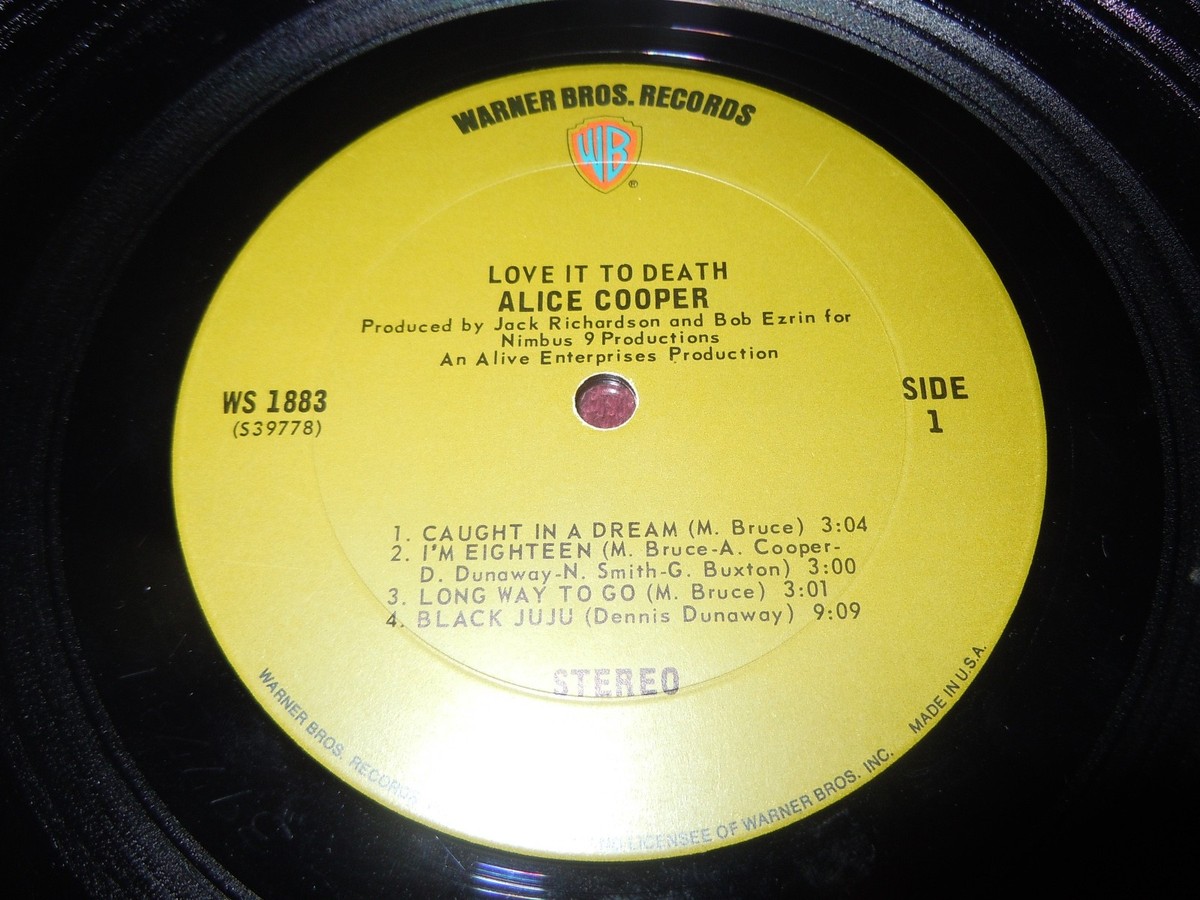 WARNER BROS. RECORDS
WB
®
LOVE IT TO DEATH
ALICE COOPER
Produced by Jack Richardson and Bob Ezrin for
Nimbus 9 Productions
An Alive Enterprises Production
WS 1883
(S39778)
SIDE
1
1. CAUGHT IN A DREAM (M. Bruce) 3:04
2. I'M EIGHTEEN (M. Bruce-A. Cooper-
D. Dunaway-N. Smith-G. Buxton) 3:00
3. LONG WAY TO GO (M. Bruce) 3:01
4. BLACK JUJU (Dennis Dunaway) 9:09
STEREO
WARNER BROS. RECORDS LICENSEE OF WARNER BROS. INC. MADE IN U.S.A.